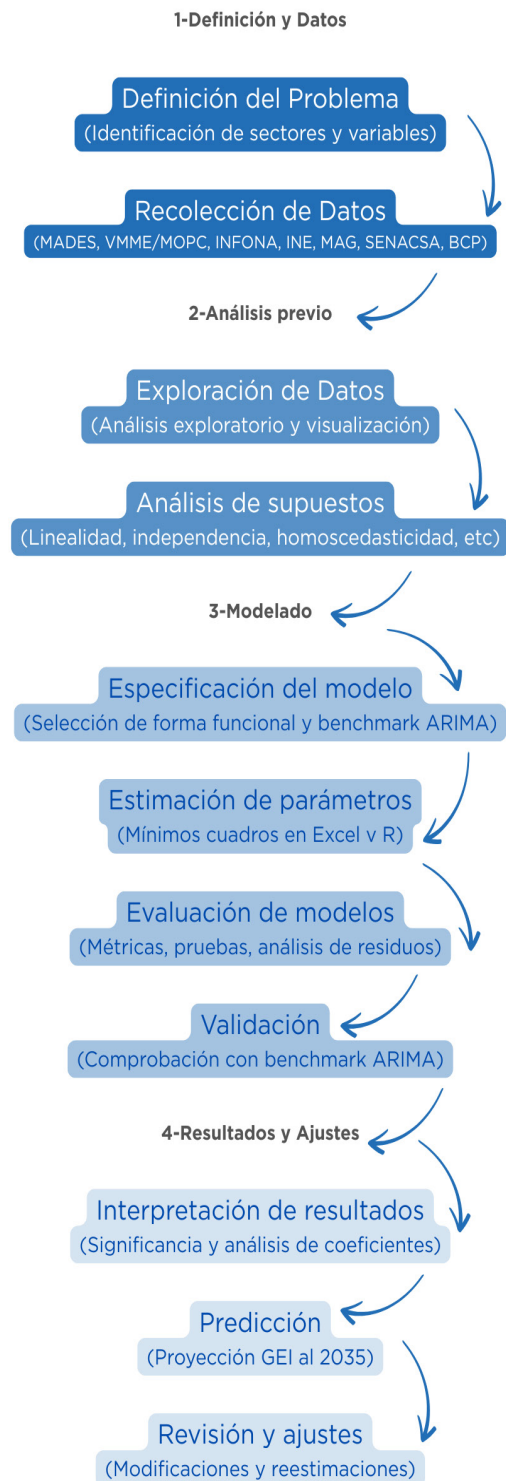 1-Definición y Datos
Definición del Problema
(Identificación de sectores y variables)
Recolección de Datos
(MADES, VMME/MOPC, INFONA, INE, MAG, SENACSA, BCP)
2-Análisis previo
Exploración de Datos
(Análisis exploratorio y visualización)
Análisis de supuestos
(Linealidad, independencia, homoscedasticidad, etc)
3-Modelado
Especificación del modelo
(Selección de forma funcional y benchmark ARIMA)
Estimación de parámetros
(Mínimos cuadros en Excel v R)
Evaluación de modelos
(Métricas, pruebas, análisis de residuos)
Validación
(Comprobación con benchmark ARIMA)
4-Resultados y Ajustes
Interpretación de resultados
(Significancia y análisis de coeficientes)
Predicción
(Proyección GEI al 2035)
Revisión y ajustes
(Modificaciones y reestimaciones)